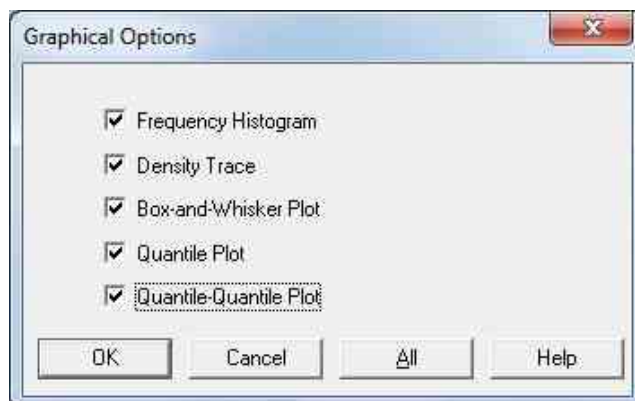 Graphical Options
Frequency Histogram
Density Trace
Box-and-Whisker Plot
Quantile Plot
Quantile-Quantile Plot
OK Cancel All Help